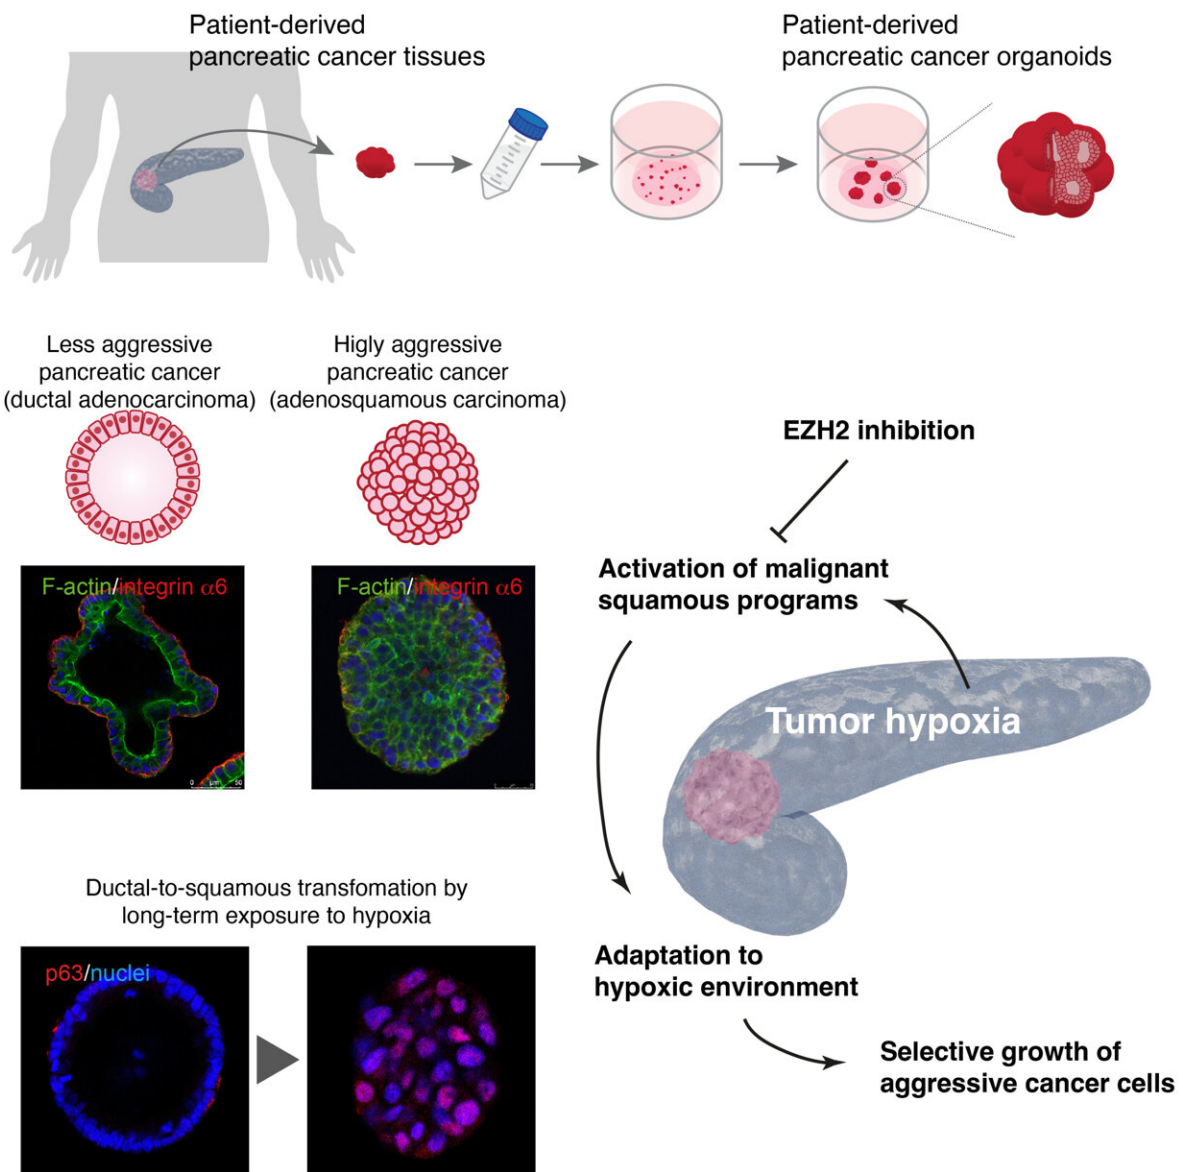 Patient-derived
pancreatic cancer tissues
Patient-derived
pancreatic cancer organoids
Less aggressive
pancreatic cancer
(ductal adenocarcinoma)
Higly aggressive
pancreatic cancer
(adenosquamous carcinoma)
F-actin/integrin α6
F-actin/integrin α6
0 µm 50
Ductal-to-squamous transfomation by
long-term exposure to hypoxia
p63/nuclei
EZH2 inhibition
Activation of malignant
squamous programs
Tumor hypoxia
Adaptation to
hypoxic environment
Selective growth of
aggressive cancer cells